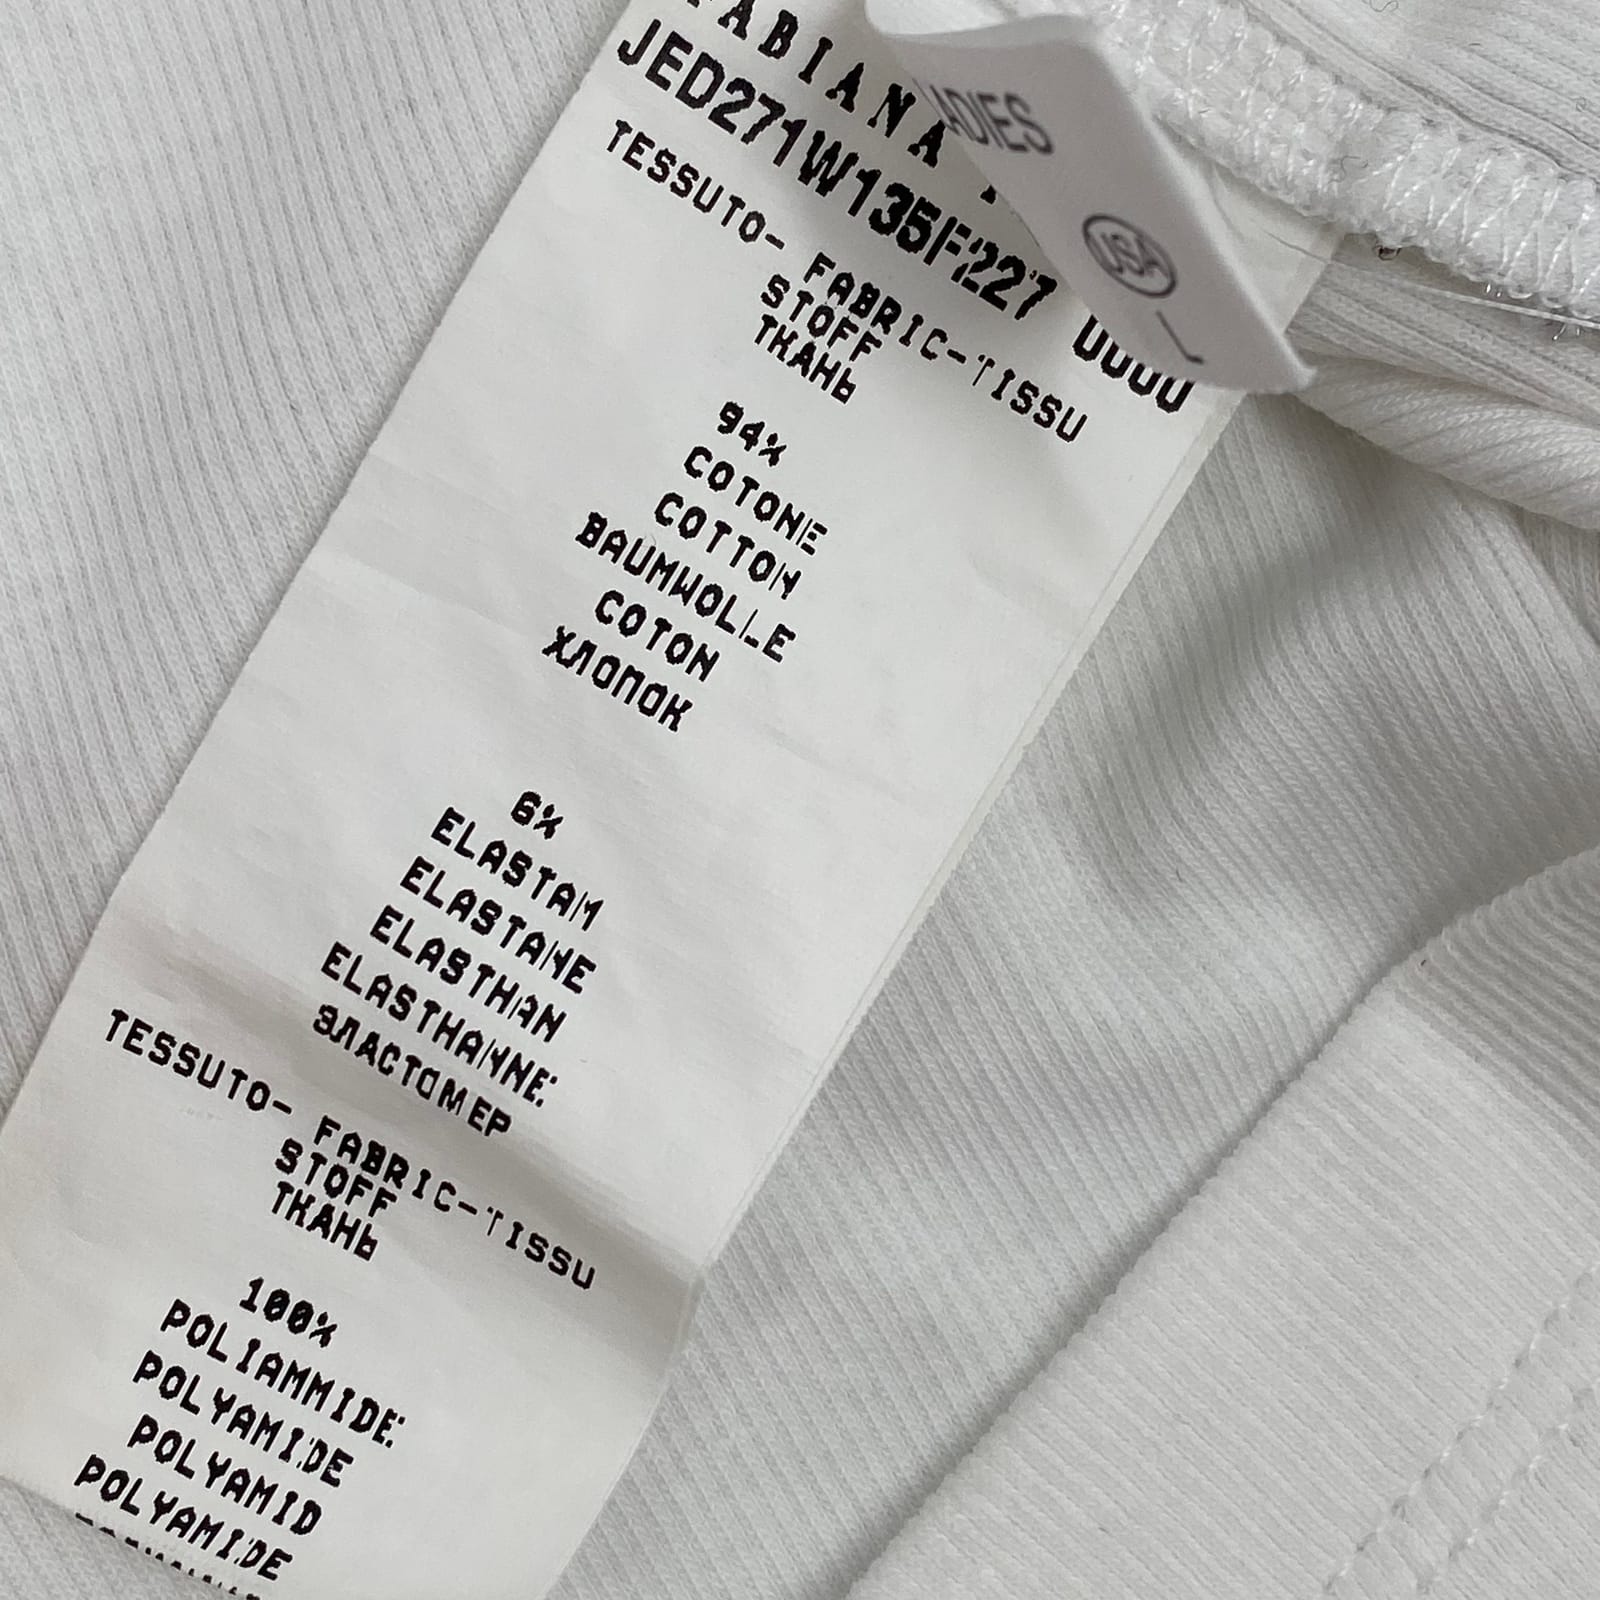 FABIANA
JED271W135F227 0000
TESSUTO- FABRIC-TISSU
STOFF
ТКАНЬ
94%
COTONE
COTTON
BAUMWOLLE
COTON
ХЛОПОК
6%
ELASTAM
ELASTANE
ELASTHAN
ELASTHANNE
ЭЛАСТОМЕР
TESSUTO- FABRIC-TISSU
STOFF
ТКАНЬ
100%
POLIAMMIDE
POLYAMIDE
POLYAMID
POLYAMIDE
USA
L